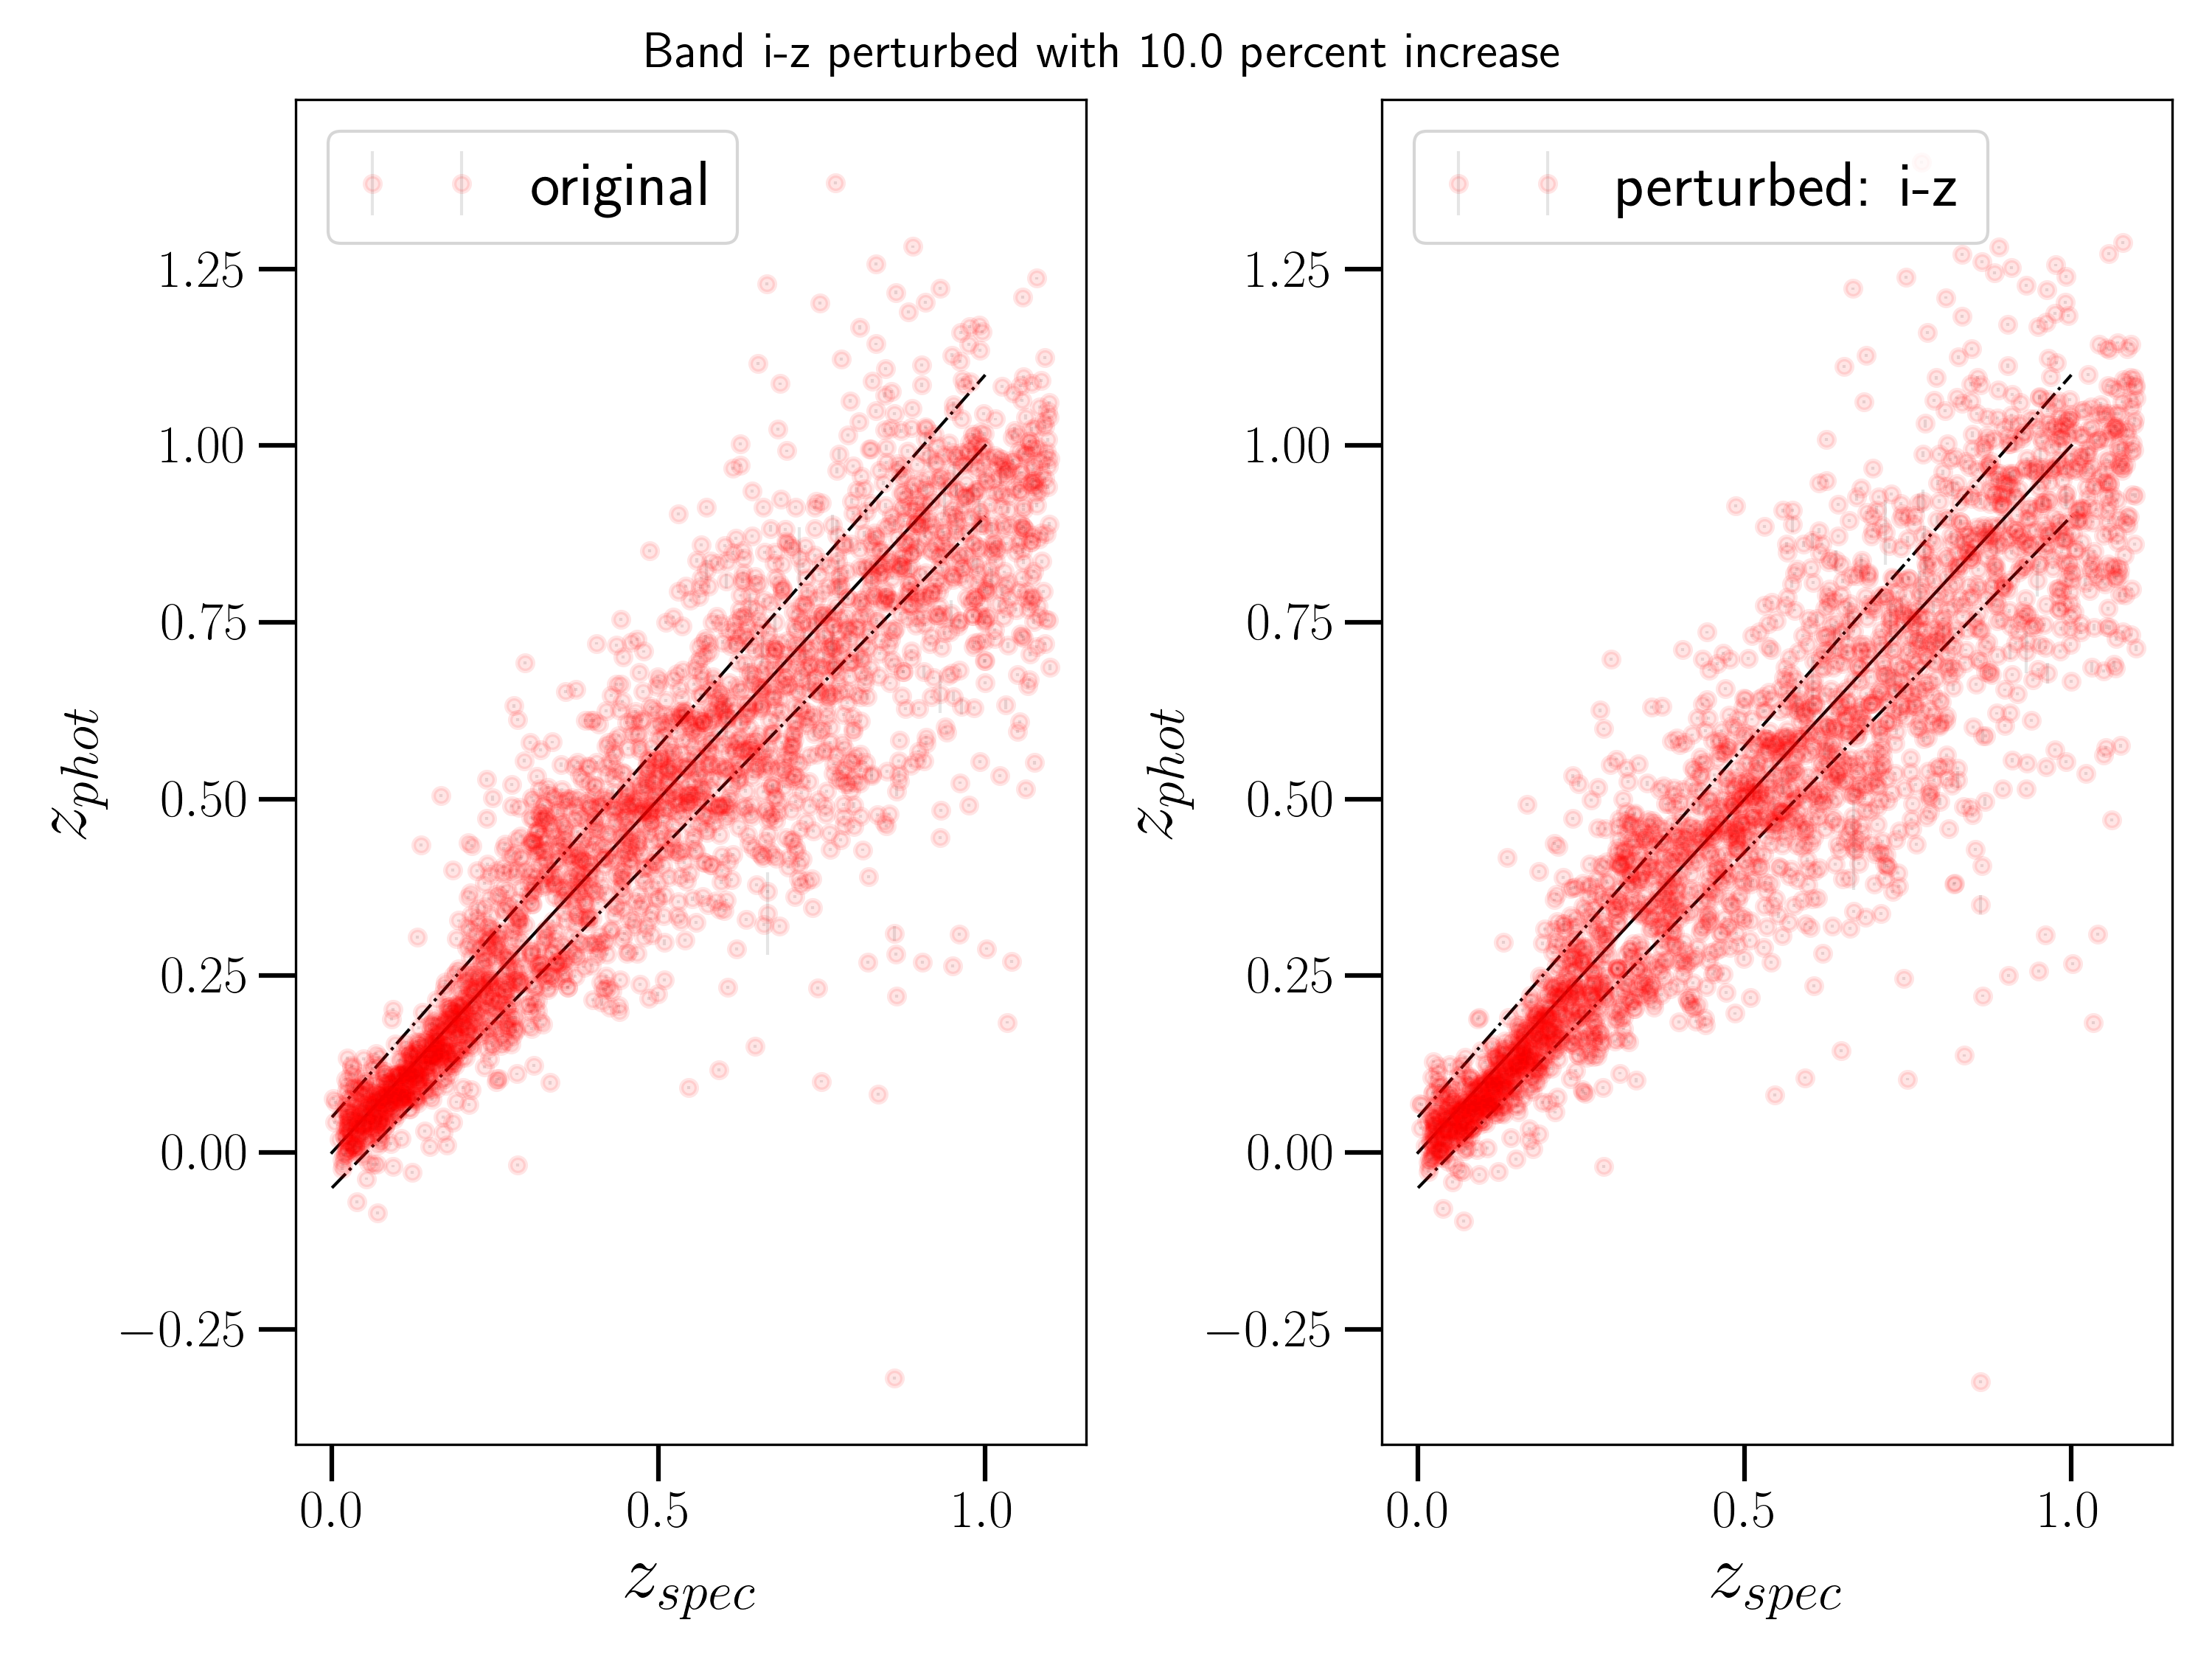 Band i-z perturbed with 10.0 percent increase
original
1.25
1.00
0.75
0.50
0.25
0.00
−0.25
z_phot
0.0 0.5 1.0
z_spec
perturbed: i-z
1.25
1.00
0.75
0.50
0.25
0.00
−0.25
z_phot
0.0 0.5 1.0
z_spec